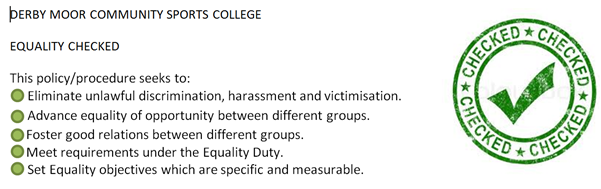 DERBY MOOR COMMUNITY SPORTS COLLEGE
EQUALITY CHECKED
This policy/procedure seeks to:
Eliminate unlawful discrimination, harassment and victimisation.
Advance equality of opportunity between different groups.
Foster good relations between different groups.
Meet requirements under the Equality Duty.
Set Equality objectives which are specific and measurable.
CHECKED ★ CHECKED ★ CHECKED ★ CHECKED ★